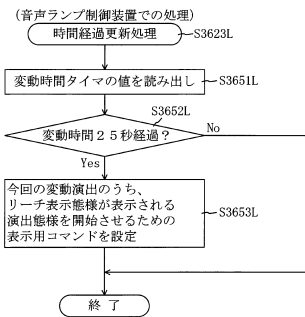 (音声ランプ制御装置での処理)
時間経過更新処理
S3623L
変動時間タイマの値を読み出し
S3651L
S3652L
変動時間25秒経過?
No
Yes
今回の変動演出のうち、
リーチ表示態様が表示される
演出態様を開始させるための
表示用コマンドを設定
S3653L
終了